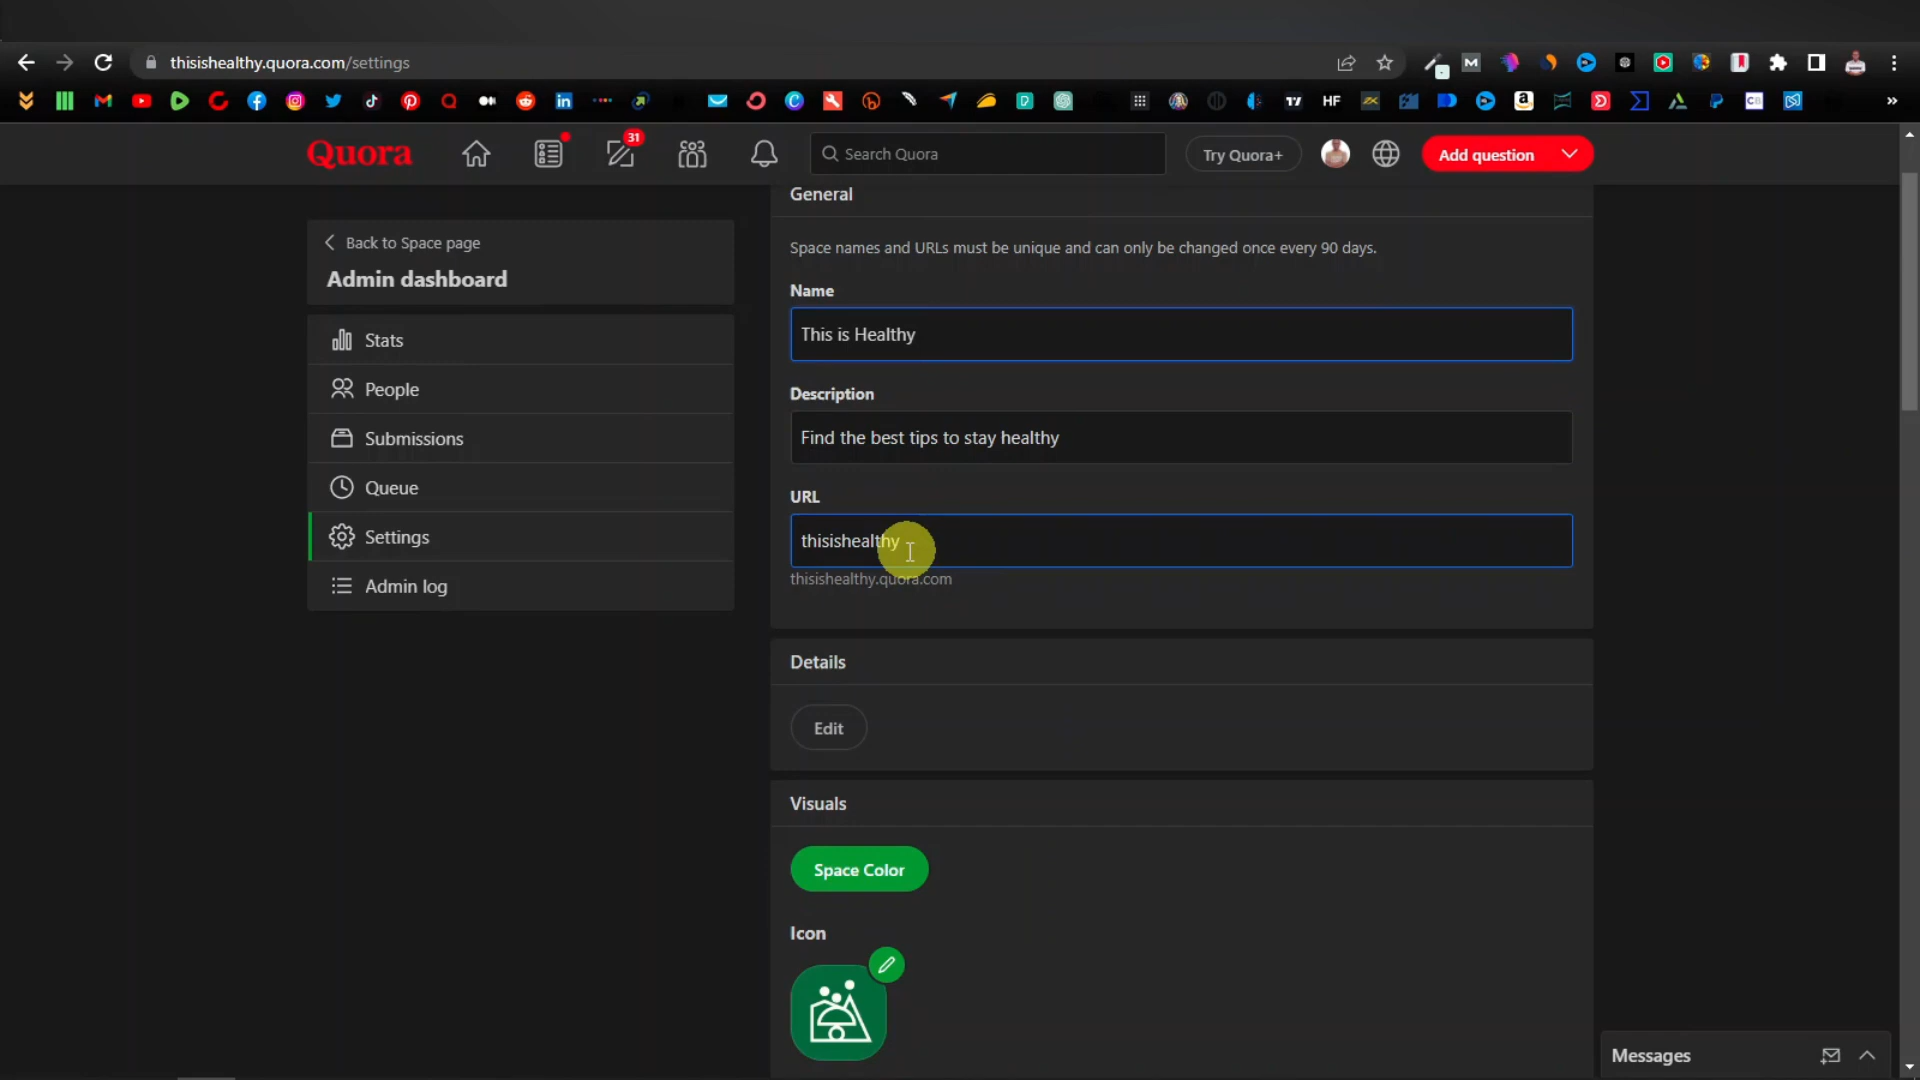 thisishealthy.quora.com/settings
M
HF
CB
Quora
31
Search Quora
Try Quora+
Add question
Back to Space page
Admin dashboard
Stats
People
Submissions
Queue
Settings
Admin log
General
Space names and URLs must be unique and can only be changed once every 90 days.
Name
This is Healthy
Description
Find the best tips to stay healthy
URL
thisishealthy
thisishealthy.quora.com
Details
Edit
Visuals
Space Color
Icon
Messages